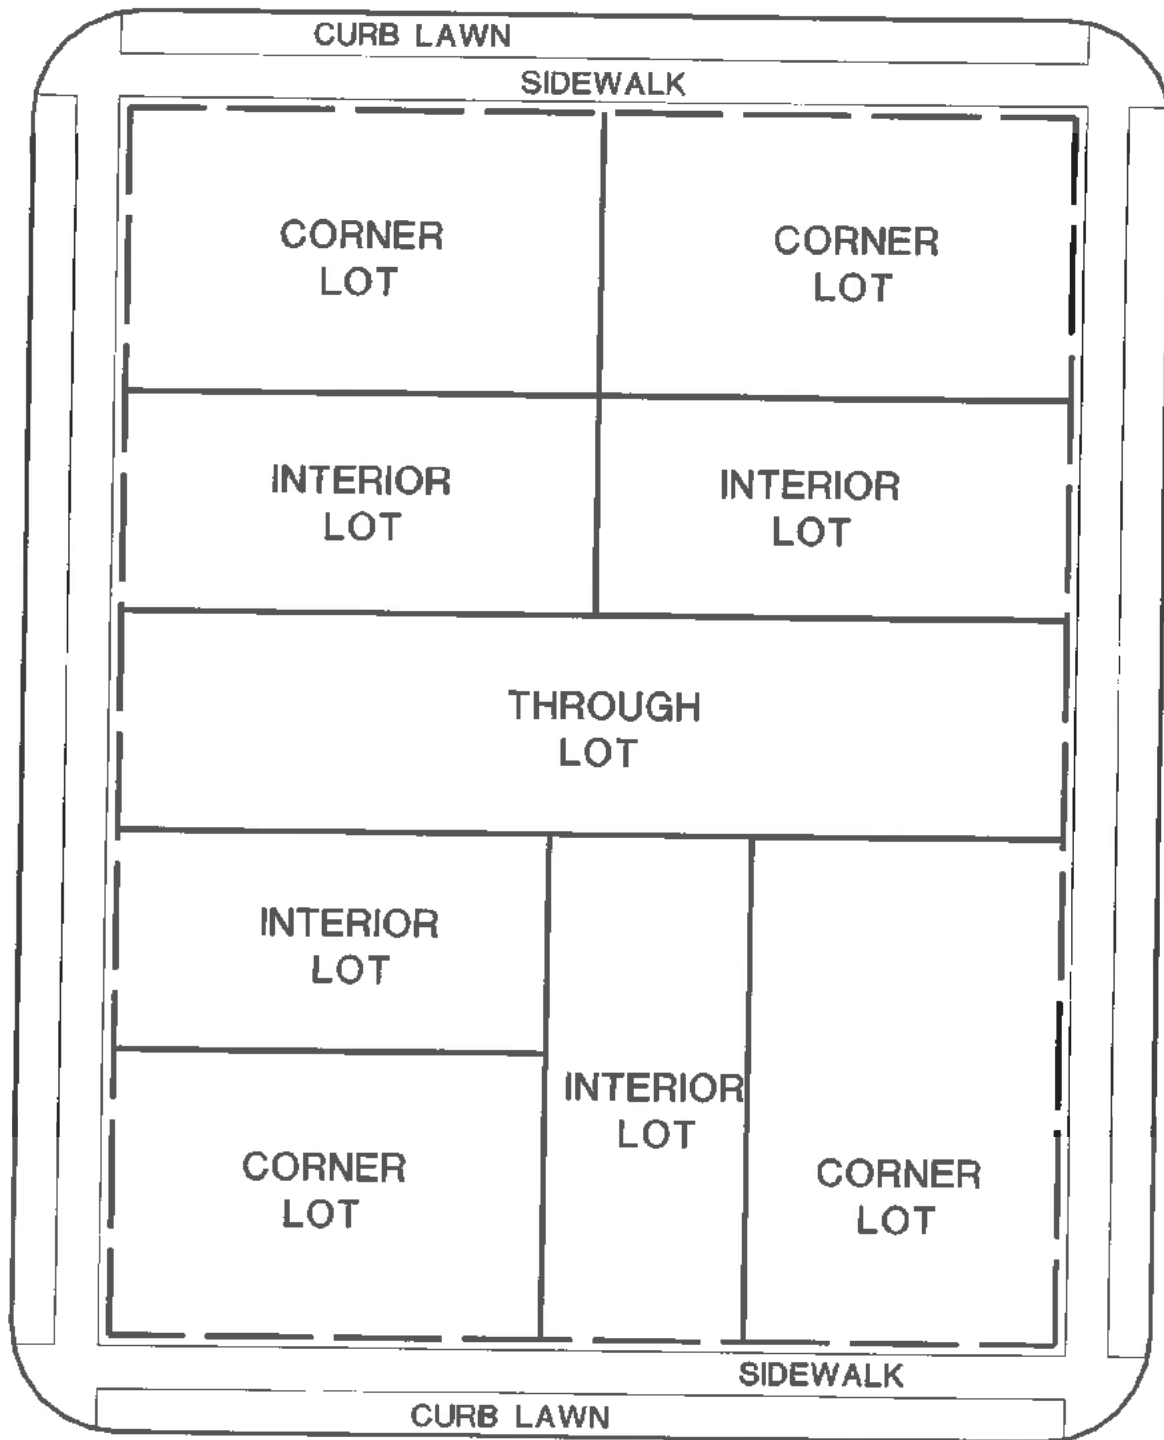 CURB LAWN
SIDEWALK
CORNER
LOT
CORNER
LOT
INTERIOR
LOT
INTERIOR
LOT
THROUGH
LOT
INTERIOR
LOT
INTERIOR
LOT
CORNER
LOT
CORNER
LOT
SIDEWALK
CURB LAWN